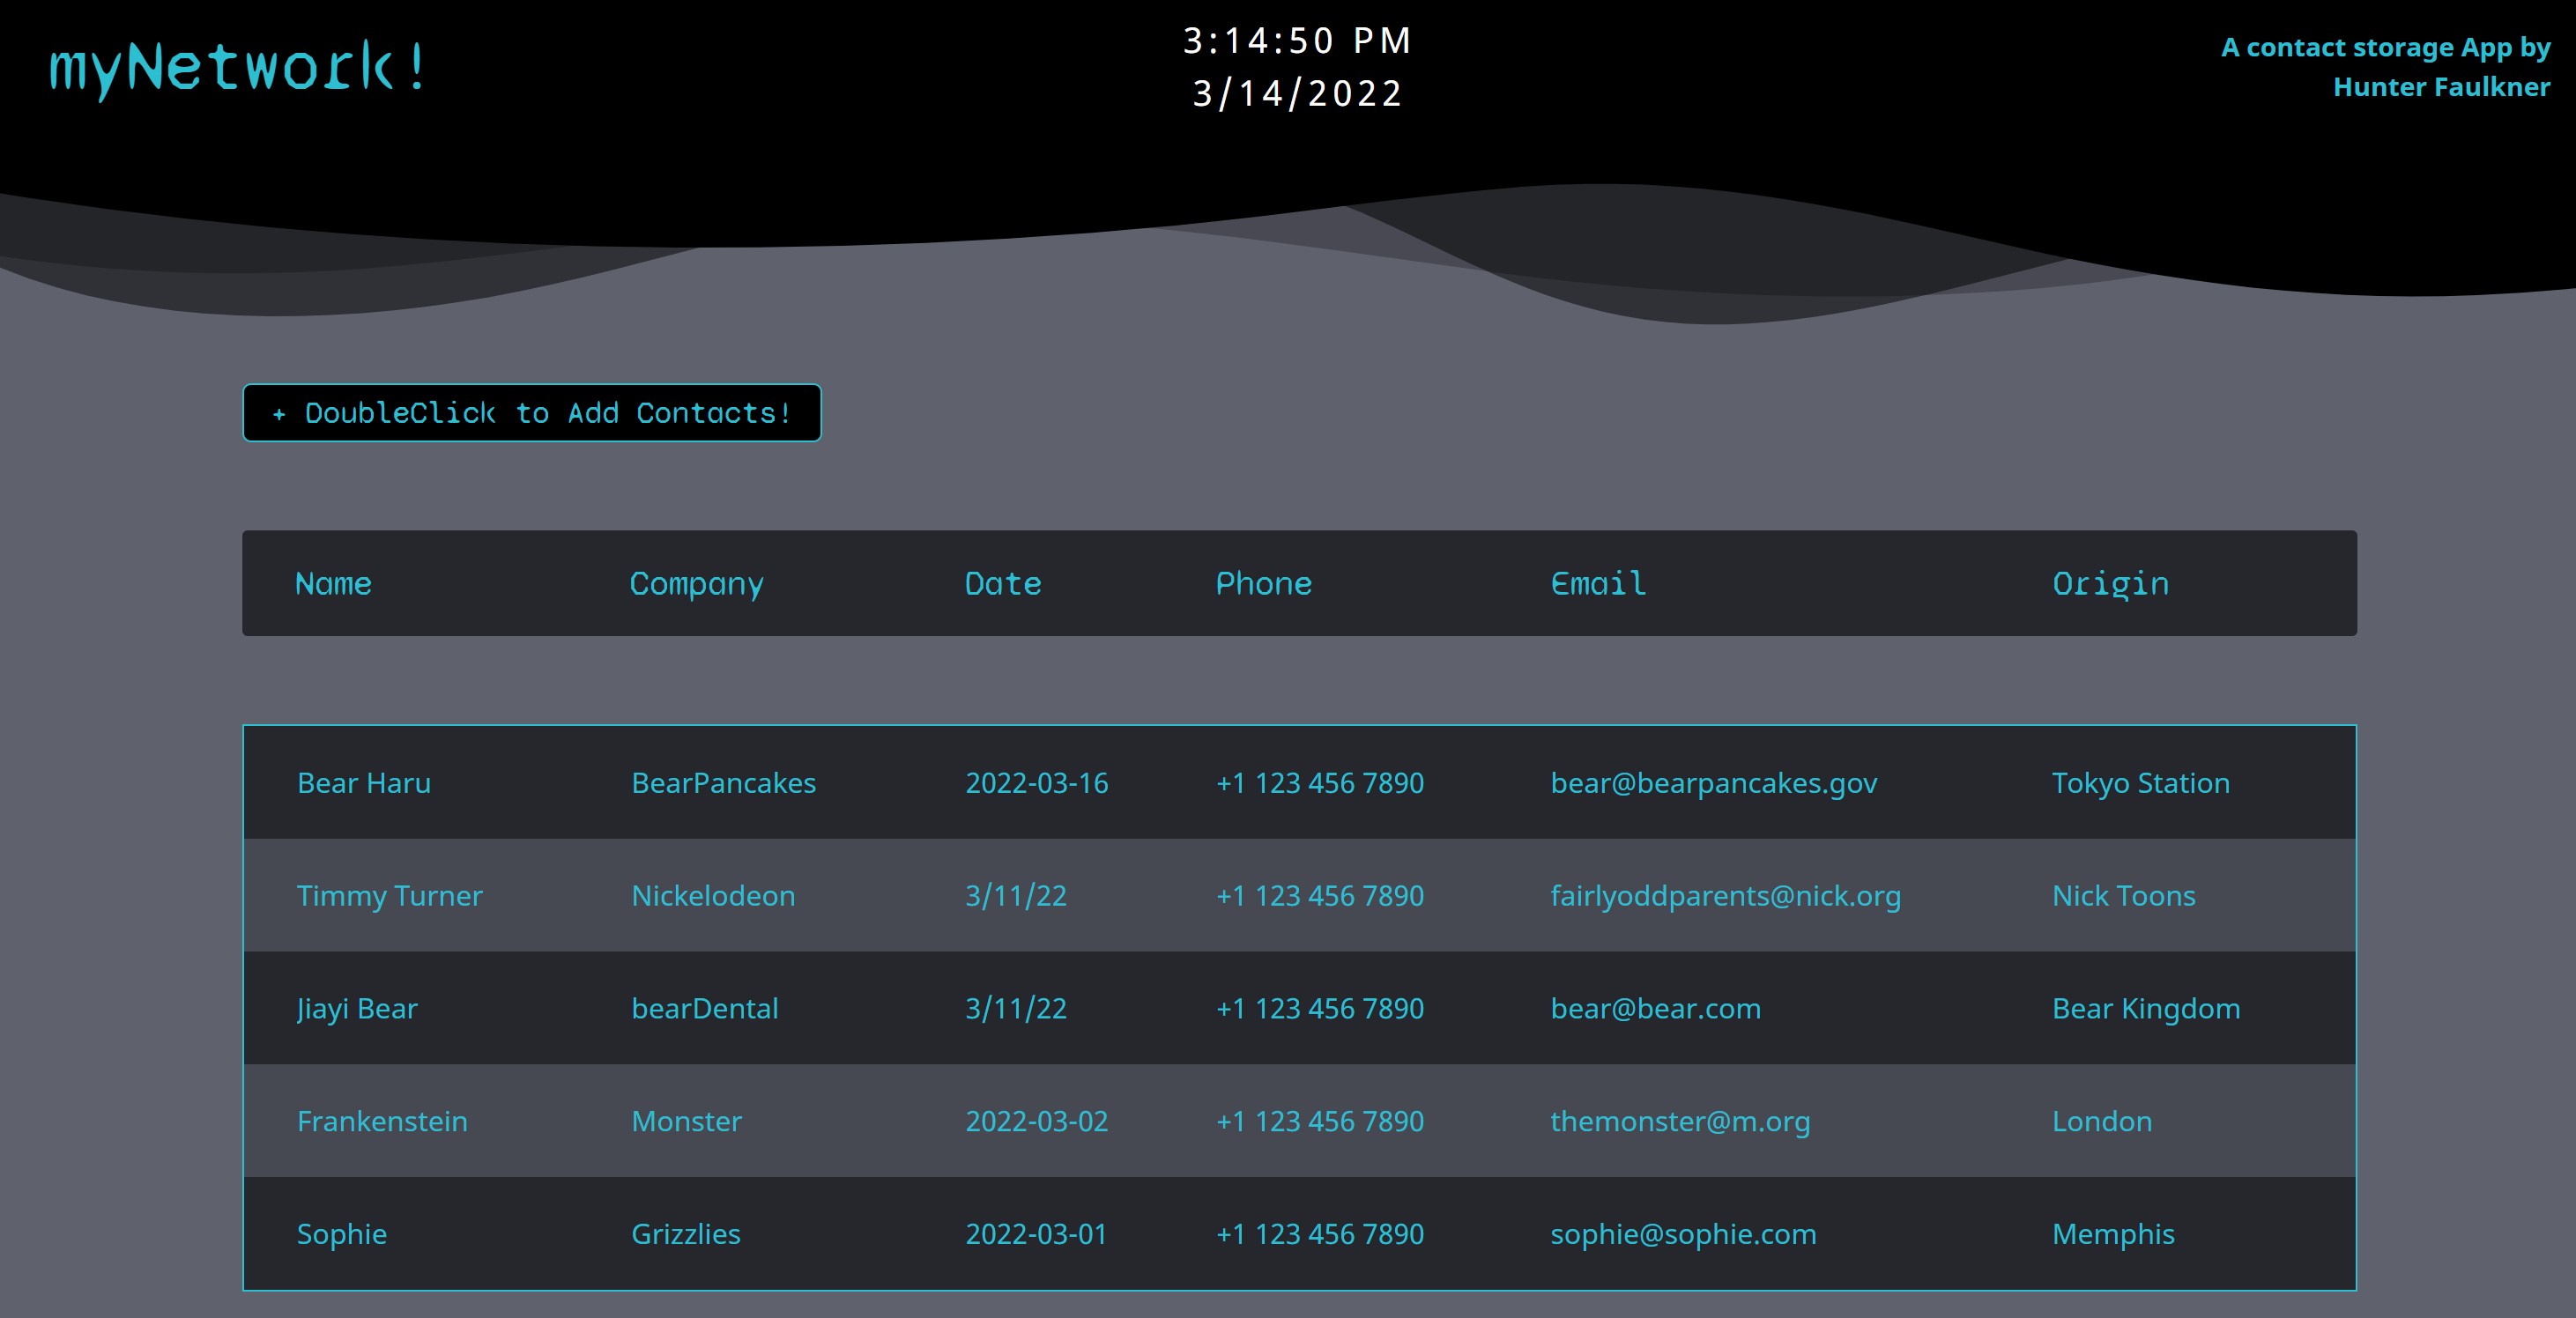 myNetwork!
3:14:50 PM
3/14/2022
A contact storage App by
Hunter Faulkner
+ DoubleClick to Add Contacts!
Name Company Date Phone Email Origin
Bear Haru BearPancakes 2022-03-16 +1 123 456 7890 bear@bearpancakes.gov Tokyo Station
Timmy Turner Nickelodeon 3/11/22 +1 123 456 7890 fairlyoddparents@nick.org Nick Toons
Jiayi Bear bearDental 3/11/22 +1 123 456 7890 bear@bear.com Bear Kingdom
Frankenstein Monster 2022-03-02 +1 123 456 7890 themonster@m.org London
Sophie Grizzlies 2022-03-01 +1 123 456 7890 sophie@sophie.com Memphis